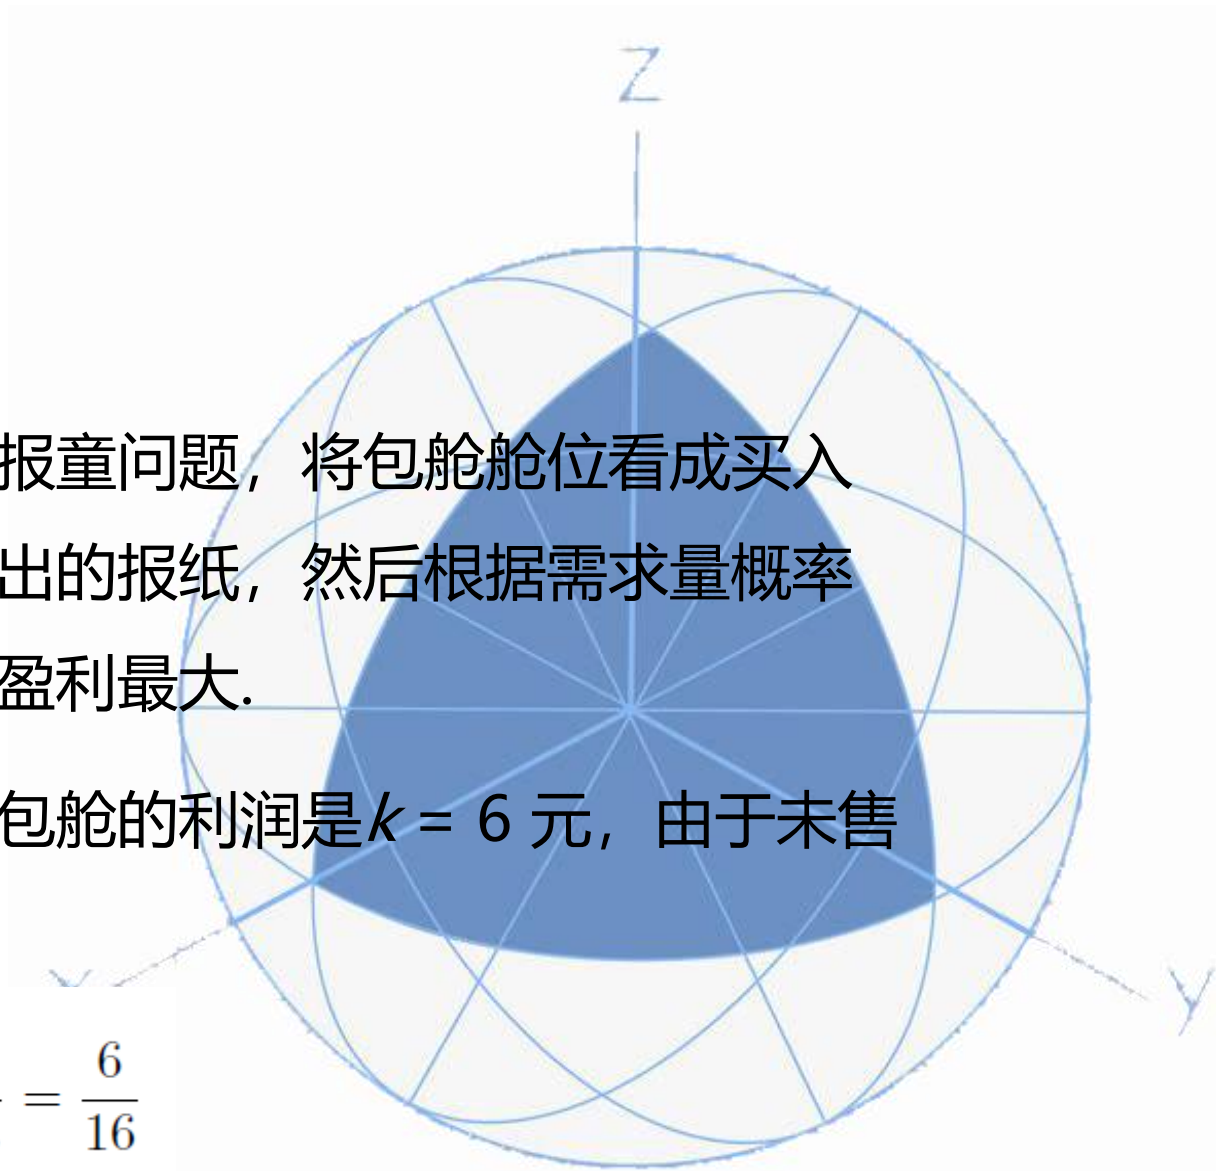 Z
报童问题，将包舱舱位看成买入
出的报纸，然后根据需求量概率
盈利最大.
包舱的利润是k = 6 元，由于未售
y
= 6/16